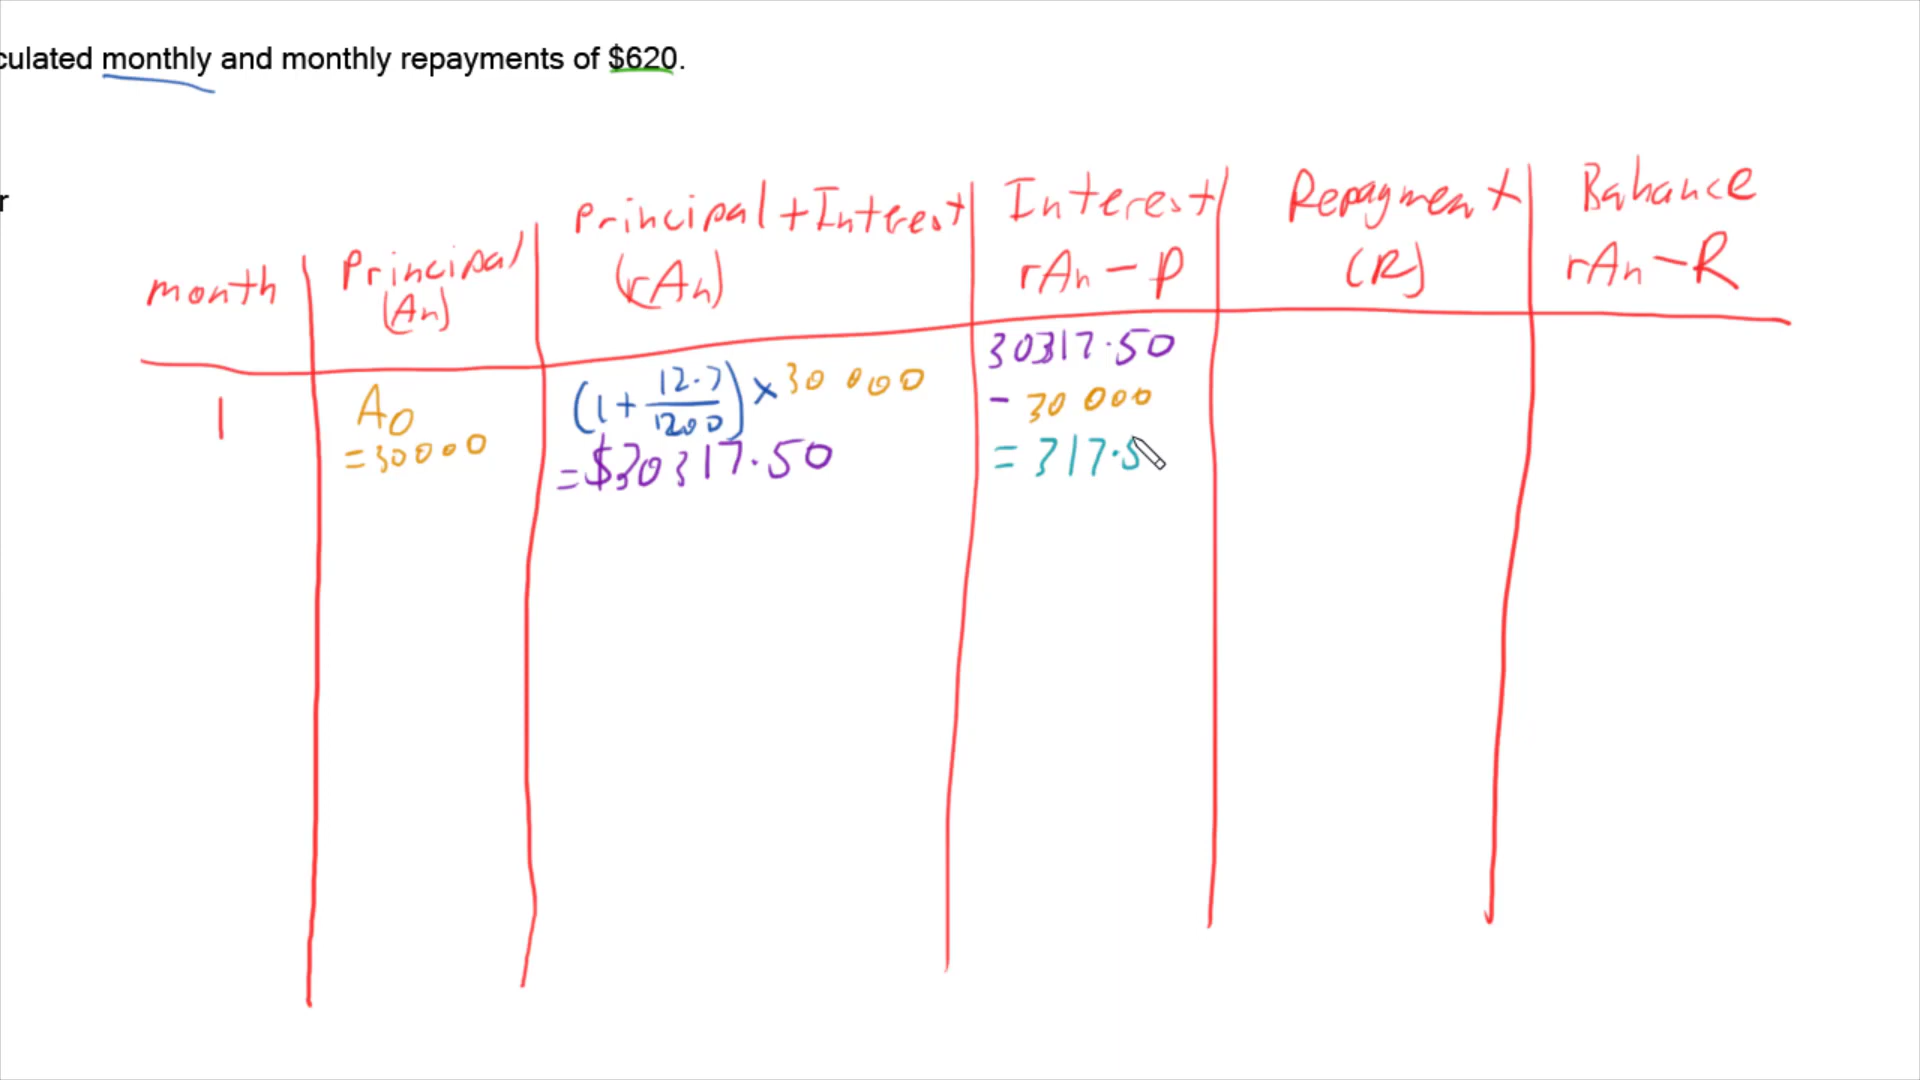 culated monthly and monthly repayments of $620.
r
month
Principal
(An)
Principal + Interest
(rAn)
Interest
rAn - P
Repayment
(R)
Bahance
rAn - R
1
A0
= 30000
(1 + 12.7/1200) × 30 000
= $30317.50
30317.50
- 30 000
= 317.5